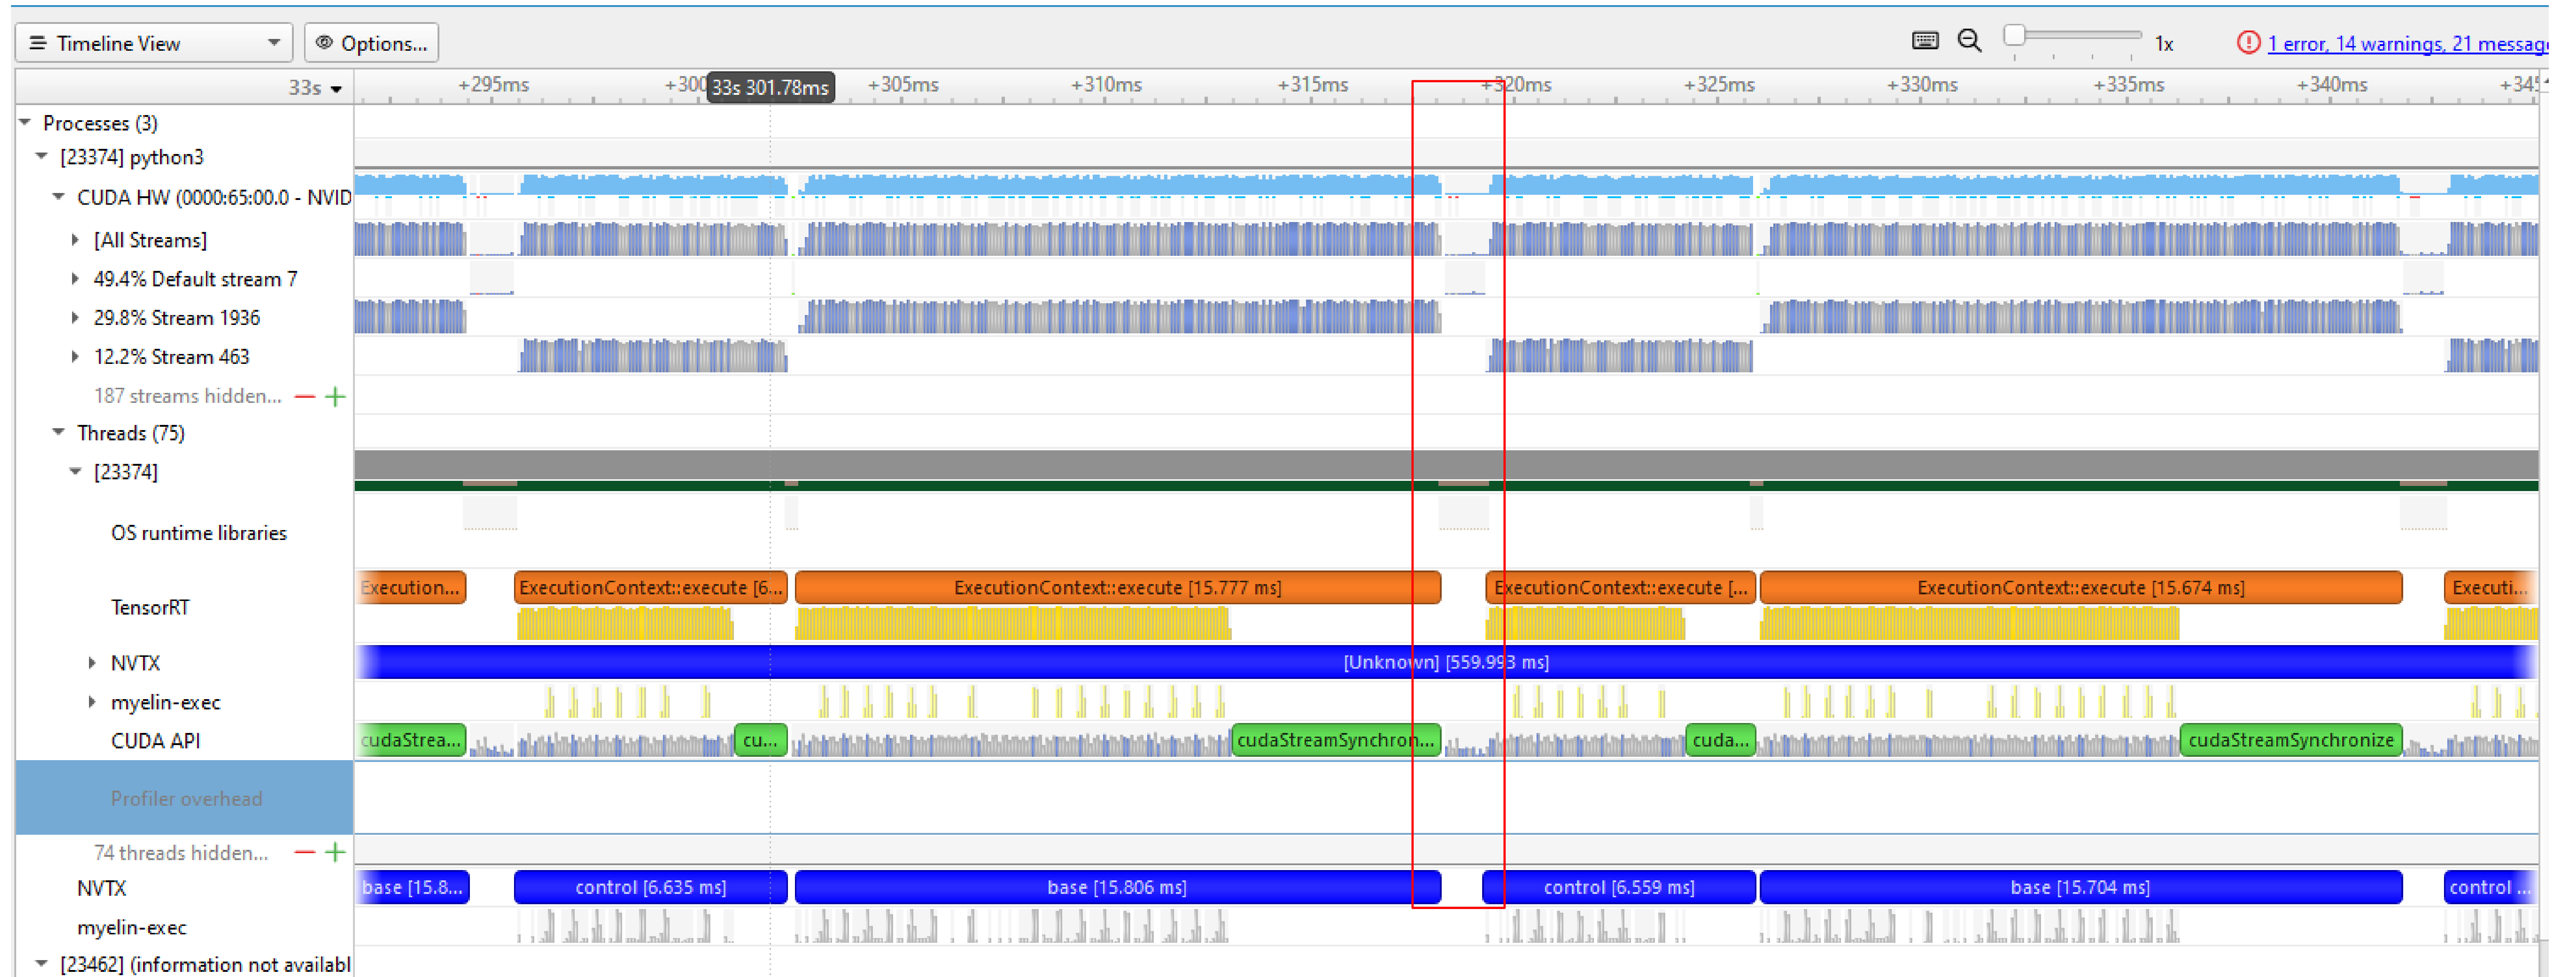 Timeline View Options... 1x 1 error, 14 warnings, 21 messag
33s +295ms +300 33s 301.78ms +305ms +310ms +315ms +320ms +325ms +330ms +335ms +340ms +345
Processes (3)
[23374] python3
CUDA HW (0000:65:00.0 - NVID
[All Streams]
49.4% Default stream 7
29.8% Stream 1936
12.2% Stream 463
187 streams hidden... — +
Threads (75)
[23374]
OS runtime libraries
TensorRT Execution... ExecutionContext::execute [6... ExecutionContext::execute [15.777 ms] ExecutionContext::execute [... ExecutionContext::execute [15.674 ms] Executi...
NVTX [Unknown] [559.993 ms]
myelin-exec
CUDA API cudaStrea... cu... cudaStreamSynchron... cuda... cudaStreamSynchronize
Profiler overhead
74 threads hidden... — +
NVTX base [15.8... control [6.635 ms] base [15.806 ms] control [6.559 ms] base [15.704 ms] control ...
myelin-exec
[23462] (information not availabl